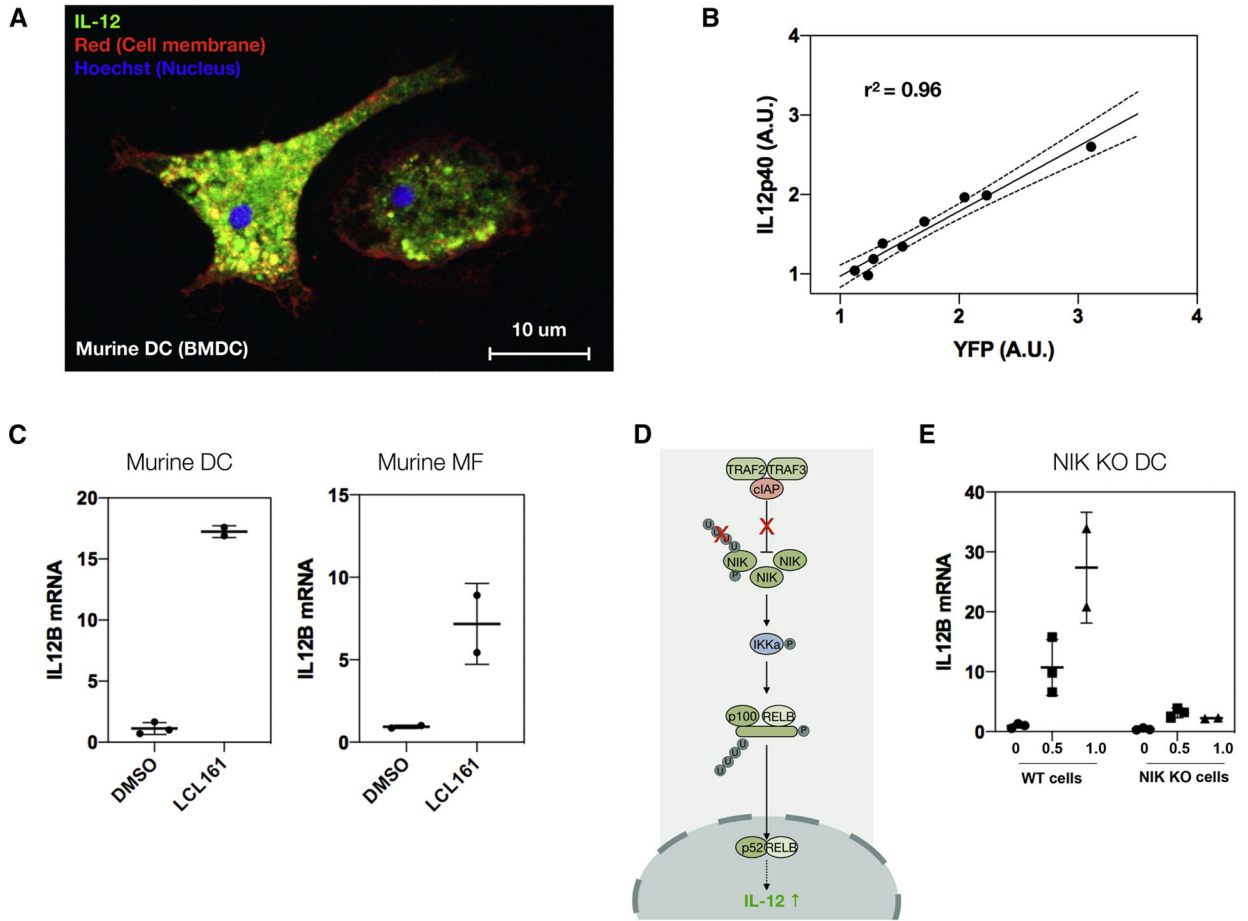 A
IL-12
Red (Cell membrane)
Hoechst (Nucleus)
Murine DC (BMDC)
10 um
B
r² = 0.96
IL12p40 (A.U.)
4
3
2
1
1
2
3
4
YFP (A.U.)
C
Murine DC
IL12B mRNA
20
15
10
5
0
DMSO
LCL161
Murine MF
IL12B mRNA
15
10
5
0
DMSO
LCL161
D
TRAF2 TRAF3
cIAP
X
U
U
X
U
U
NIK
NIK
NIK
P
IKKa P
p100 RELB
P
U
U
U
U
p52 RELB
IL-12 ↑
E
NIK KO DC
IL12B mRNA
40
30
20
10
0
0 0.5 1.0 0 0.5 1.0
WT cells NIK KO cells